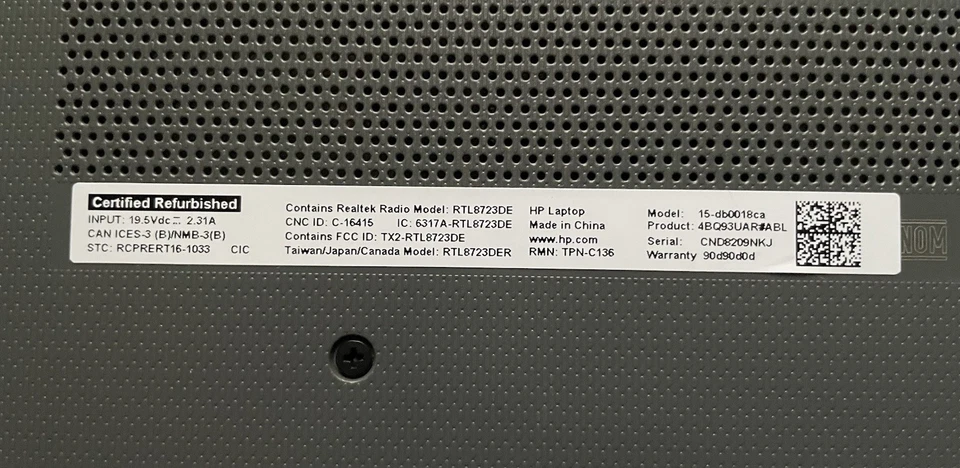 Certified Refurbished
INPUT: 19.5Vdc⎓ 2.31A
CAN ICES-3 (B)/NMB-3(B)
STC: RCPRERT16-1033 CIC
Contains Realtek Radio Model: RTL8723DE
CNC ID: C-16415 IC: 6317A-RTL8723DE
Contains FCC ID: TX2-RTL8723DE
Taiwan/Japan/Canada Model: RTL8723DER
HP Laptop
Made in China
www.hp.com
RMN: TPN-C136
Model: 15-db0018ca
Product: 4BQ93UAR#ABL
Serial: CND8209NKJ
Warranty 90d90d0d
NOM